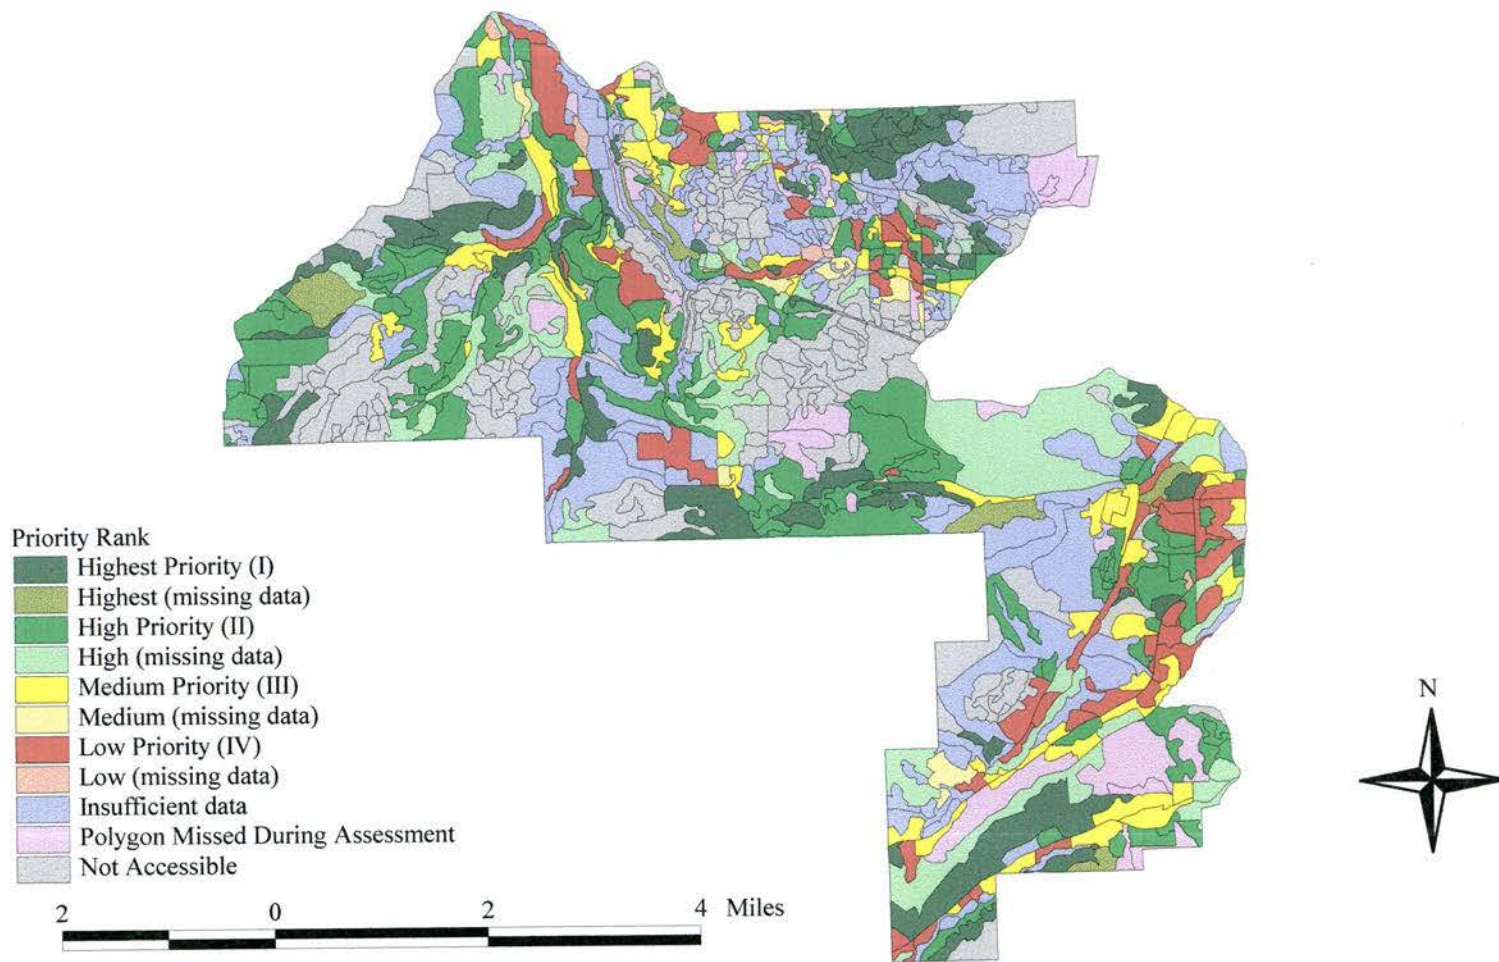 Priority Rank
Highest Priority (I)
Highest (missing data)
High Priority (II)
High (missing data)
Medium Priority (III)
Medium (missing data)
Low Priority (IV)
Low (missing data)
Insufficient data
Polygon Missed During Assessment
Not Accessible
N
2 0 2 4 Miles